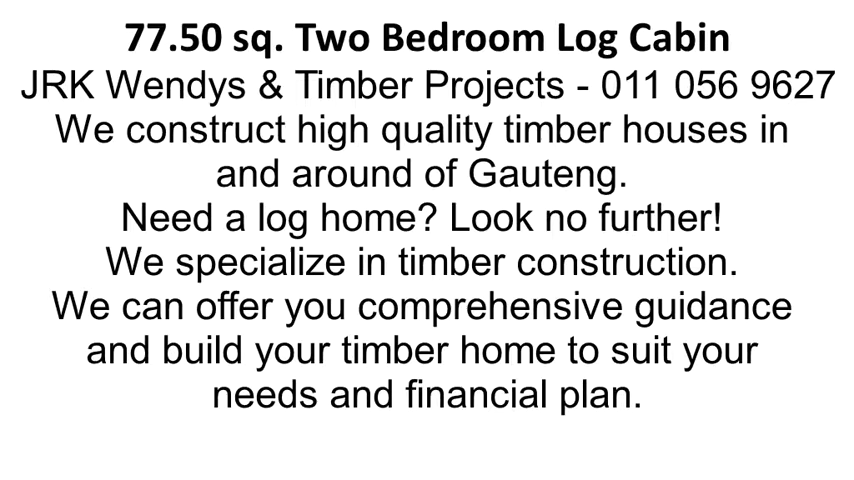 77.50 sq. Two Bedroom Log Cabin
JRK Wendys & Timber Projects - 011 056 9627
We construct high quality timber houses in
and around of Gauteng.
Need a log home? Look no further!
We specialize in timber construction.
We can offer you comprehensive guidance
and build your timber home to suit your
needs and financial plan.